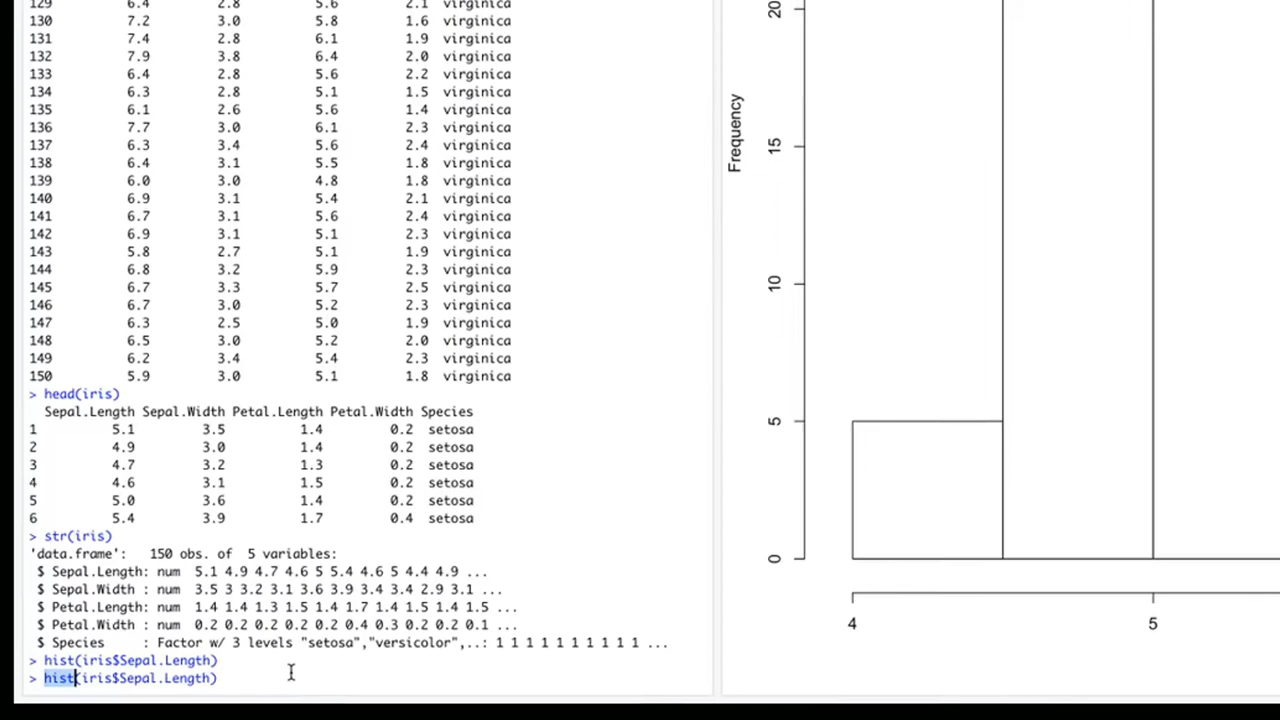 129 6.4 2.8 5.6 2.1 virginica
130 7.2 3.0 5.8 1.6 virginica
131 7.4 2.8 6.1 1.9 virginica
132 7.9 3.8 6.4 2.0 virginica
133 6.4 2.8 5.6 2.2 virginica
134 6.3 2.8 5.1 1.5 virginica
135 6.1 2.6 5.6 1.4 virginica
136 7.7 3.0 6.1 2.3 virginica
137 6.3 3.4 5.6 2.4 virginica
138 6.4 3.1 5.5 1.8 virginica
139 6.0 3.0 4.8 1.8 virginica
140 6.9 3.1 5.4 2.1 virginica
141 6.7 3.1 5.6 2.4 virginica
142 6.9 3.1 5.1 2.3 virginica
143 5.8 2.7 5.1 1.9 virginica
144 6.8 3.2 5.9 2.3 virginica
145 6.7 3.3 5.7 2.5 virginica
146 6.7 3.0 5.2 2.3 virginica
147 6.3 2.5 5.0 1.9 virginica
148 6.5 3.0 5.2 2.0 virginica
149 6.2 3.4 5.4 2.3 virginica
150 5.9 3.0 5.1 1.8 virginica
> head(iris)
Sepal.Length Sepal.Width Petal.Length Petal.Width Species
1 5.1 3.5 1.4 0.2 setosa
2 4.9 3.0 1.4 0.2 setosa
3 4.7 3.2 1.3 0.2 setosa
4 4.6 3.1 1.5 0.2 setosa
5 5.0 3.6 1.4 0.2 setosa
6 5.4 3.9 1.7 0.4 setosa
> str(iris)
'data.frame': 150 obs. of 5 variables:
$ Sepal.Length: num 5.1 4.9 4.7 4.6 5 5.4 4.6 5 4.4 4.9 ...
$ Sepal.Width : num 3.5 3 3.2 3.1 3.6 3.9 3.4 3.4 2.9 3.1 ...
$ Petal.Length: num 1.4 1.4 1.3 1.5 1.4 1.7 1.4 1.5 1.4 1.5 ...
$ Petal.Width : num 0.2 0.2 0.2 0.2 0.2 0.4 0.3 0.2 0.2 0.1 ...
$ Species : Factor w/ 3 levels "setosa","versicolor",..: 1 1 1 1 1 1 1 1 1 1 ...
> hist(iris$Sepal.Length)
> hist(iris$Sepal.Length)
Frequency
20
15
10
5
0
4 5